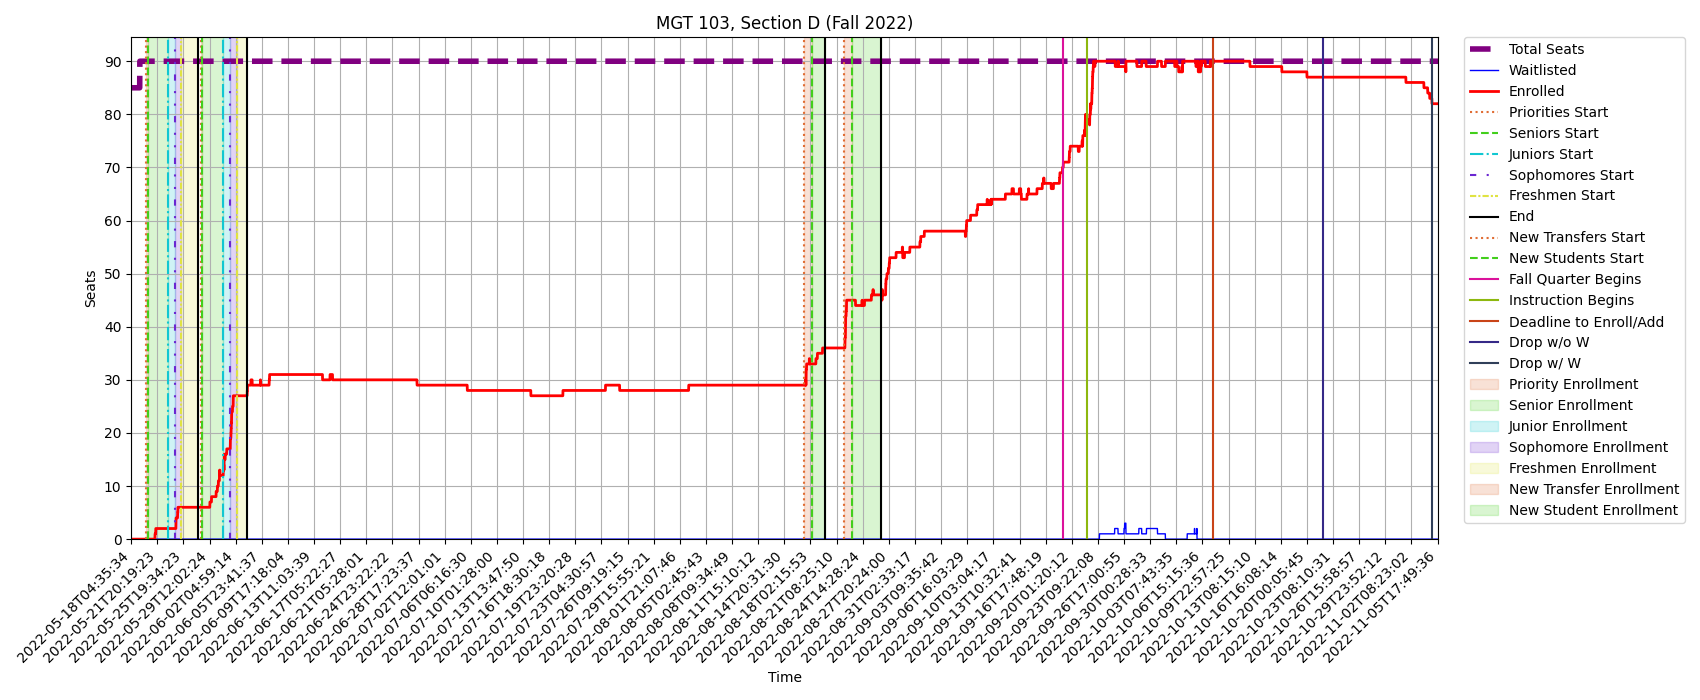 MGT 103, Section D (Fall 2022)
Seats
90
80
70
60
50
40
30
20
10
0
2022-05-18T04:35:34
2022-05-21T20:19:23
2022-05-25T19:34:23
2022-05-29T12:02:24
2022-06-02T04:59:14
2022-06-05T23:41:37
2022-06-09T17:18:04
2022-06-13T11:03:39
2022-06-17T05:22:27
2022-06-21T05:28:01
2022-06-24T23:22:22
2022-06-28T17:23:37
2022-07-02T12:01:01
2022-07-06T06:16:30
2022-07-10T01:28:00
2022-07-13T13:47:50
2022-07-16T18:30:18
2022-07-19T23:20:28
2022-07-23T04:30:57
2022-07-26T09:19:15
2022-07-29T15:55:21
2022-08-01T21:07:46
2022-08-05T02:45:43
2022-08-08T09:34:49
2022-08-11T15:10:12
2022-08-14T20:31:30
2022-08-18T02:15:53
2022-08-21T08:25:10
2022-08-24T14:28:24
2022-08-27T20:24:00
2022-08-31T02:33:17
2022-09-03T09:35:42
2022-09-06T16:03:29
2022-09-10T03:04:17
2022-09-13T10:32:41
2022-09-16T17:48:19
2022-09-20T01:20:12
2022-09-23T09:22:08
2022-09-26T17:00:55
2022-09-30T00:28:33
2022-10-03T07:43:35
2022-10-06T15:15:36
2022-10-09T22:57:25
2022-10-13T08:15:10
2022-10-16T16:08:14
2022-10-20T00:05:45
2022-10-23T08:10:31
2022-10-26T15:58:57
2022-10-29T23:52:12
2022-11-02T08:23:02
2022-11-05T17:49:36
Time
Total Seats
Waitlisted
Enrolled
Priorities Start
Seniors Start
Juniors Start
Sophomores Start
Freshmen Start
End
New Transfers Start
New Students Start
Fall Quarter Begins
Instruction Begins
Deadline to Enroll/Add
Drop w/o W
Drop w/ W
Priority Enrollment
Senior Enrollment
Junior Enrollment
Sophomore Enrollment
Freshmen Enrollment
New Transfer Enrollment
New Student Enrollment